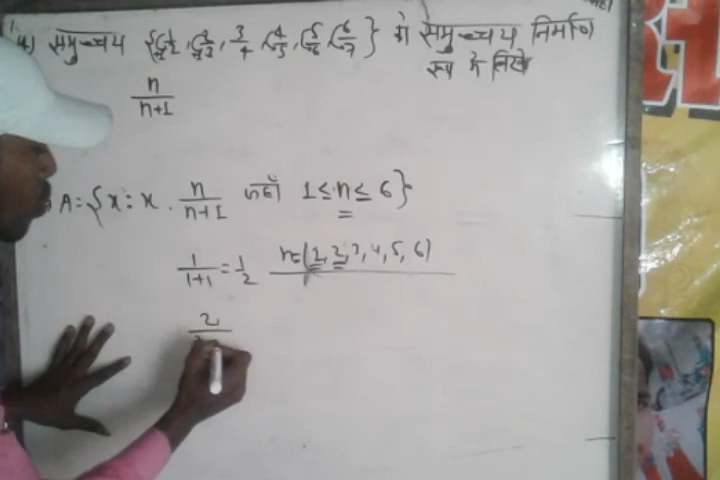 समुच्चय {1/2, 2/3, 3/4, 4/5, 5/6, 6/7} को समुच्चय निर्माण
रूप में लिखे
n/n+1
A = {x : x . n/n+1 जहाँ 1 ≤ n ≤ 6}
1/1+1 = 1/2 n = (1, 2, 3, 4, 5, 6)
2